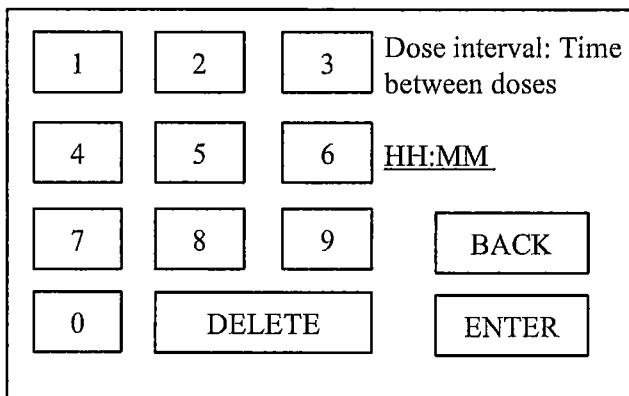 1 2 3 Dose interval: Time
between doses
4 5 6 HH:MM
7 8 9 BACK
0 DELETE ENTER